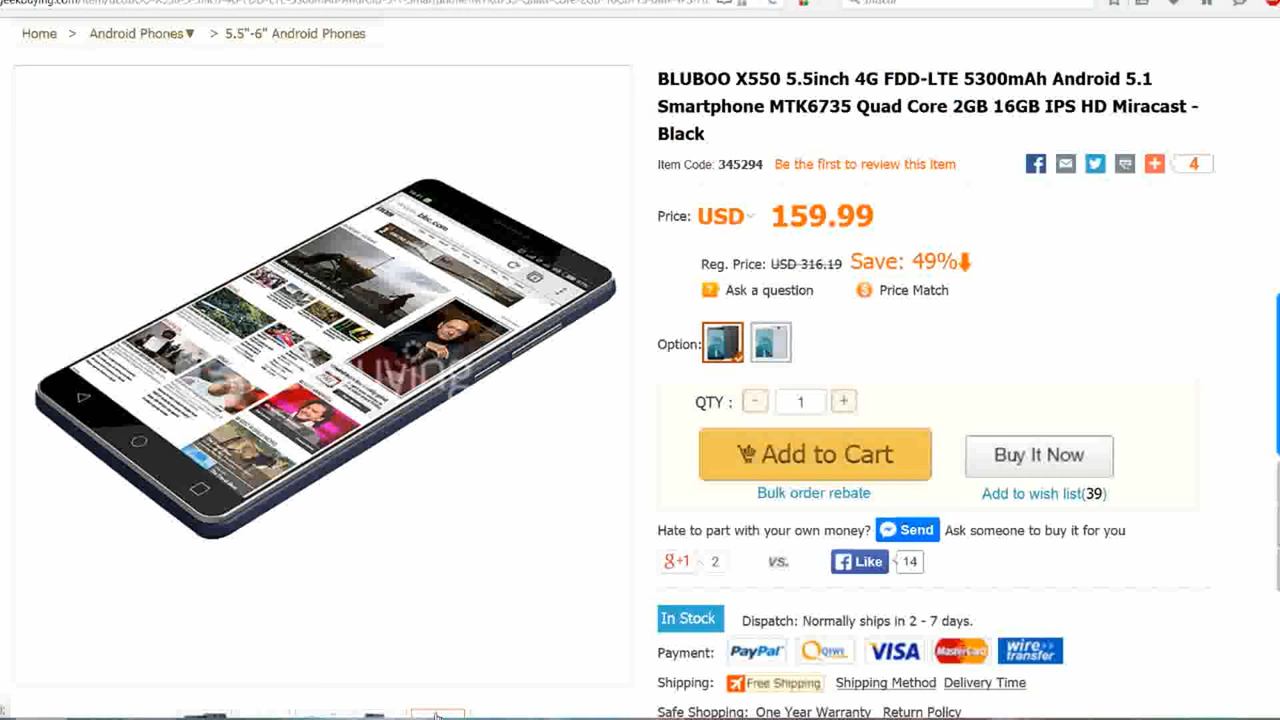 Home > Android Phones▼ > 5.5"-6" Android Phones
BLUBOO X550 5.5inch 4G FDD-LTE 5300mAh Android 5.1
Smartphone MTK6735 Quad Core 2GB 16GB IPS HD Miracast -
Black
Item Code: 345294 Be the first to review this item
4
Price: USD 159.99
Reg. Price: USD 316.19 Save: 49%
Ask a question Price Match
Option:
QTY : - 1 +
Add to Cart Buy It Now
Bulk order rebate Add to wish list(39)
Hate to part with your own money? Send Ask someone to buy it for you
g+1 2 vs. Like 14
In Stock Dispatch: Normally ships in 2 - 7 days.
Payment: PayPal QIWI VISA MasterCard wire transfer
Shipping: Free Shipping Shipping Method Delivery Time
Safe Shopping: One Year Warranty Return Policy
bbc.com